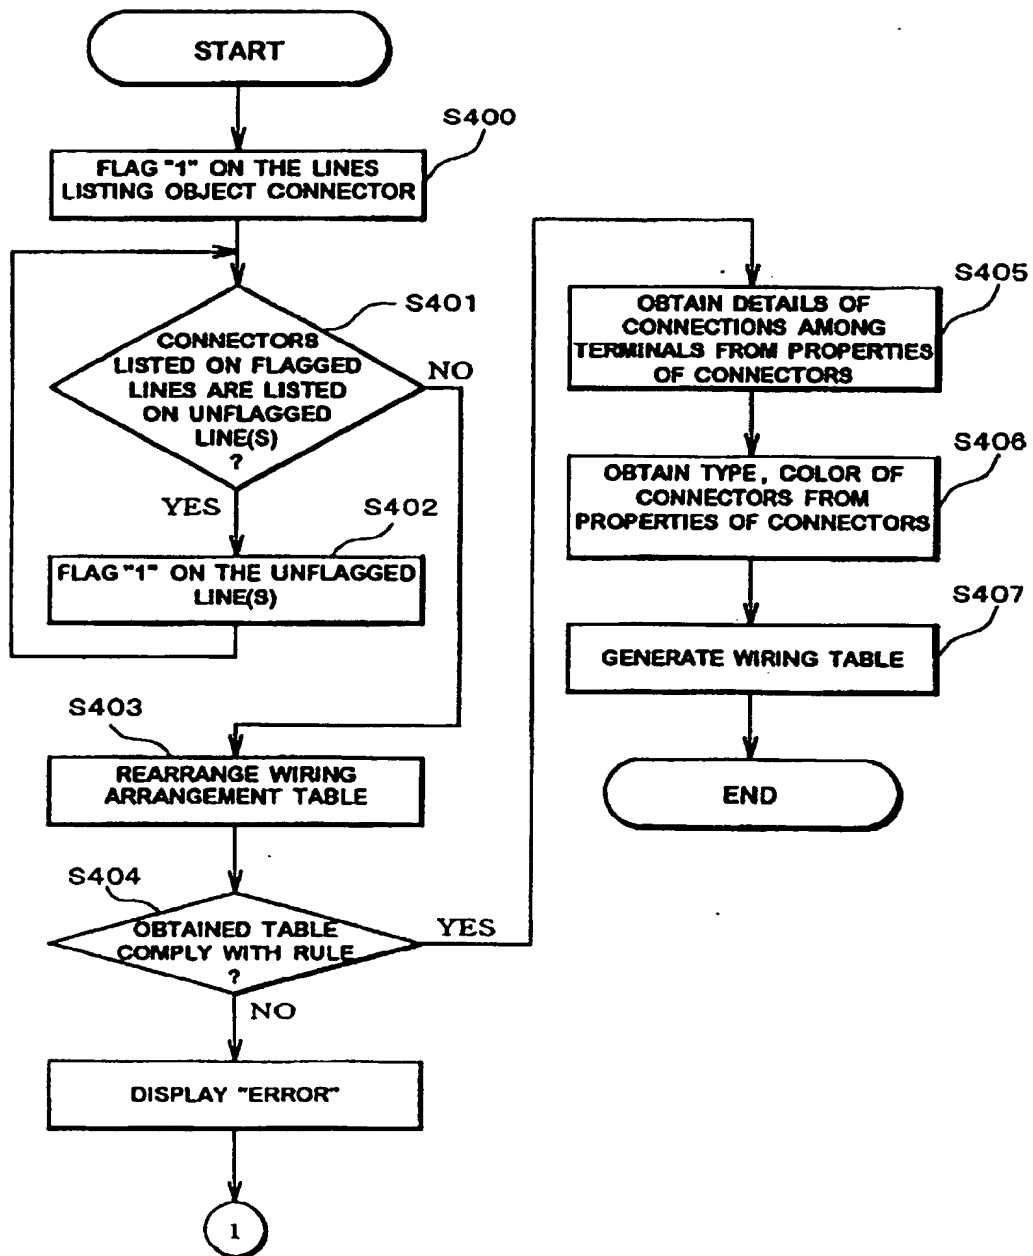 START
S400
FLAG "1" ON THE LINES
LISTING OBJECT CONNECTOR
S401
CONNECTORS
LISTED ON FLAGGED
LINES ARE LISTED
ON UNFLAGGED
LINE(S)
?
NO
YES
S402
FLAG "1" ON THE UNFLAGGED
LINE(S)
S403
REARRANGE WIRING
ARRANGEMENT TABLE
S404
OBTAINED TABLE
COMPLY WITH RULE
?
YES
NO
DISPLAY "ERROR"
1
S405
OBTAIN DETAILS OF
CONNECTIONS AMONG
TERMINALS FROM PROPERTIES
OF CONNECTORS
S406
OBTAIN TYPE, COLOR OF
CONNECTORS FROM
PROPERTIES OF CONNECTORS
S407
GENERATE WIRING TABLE
END